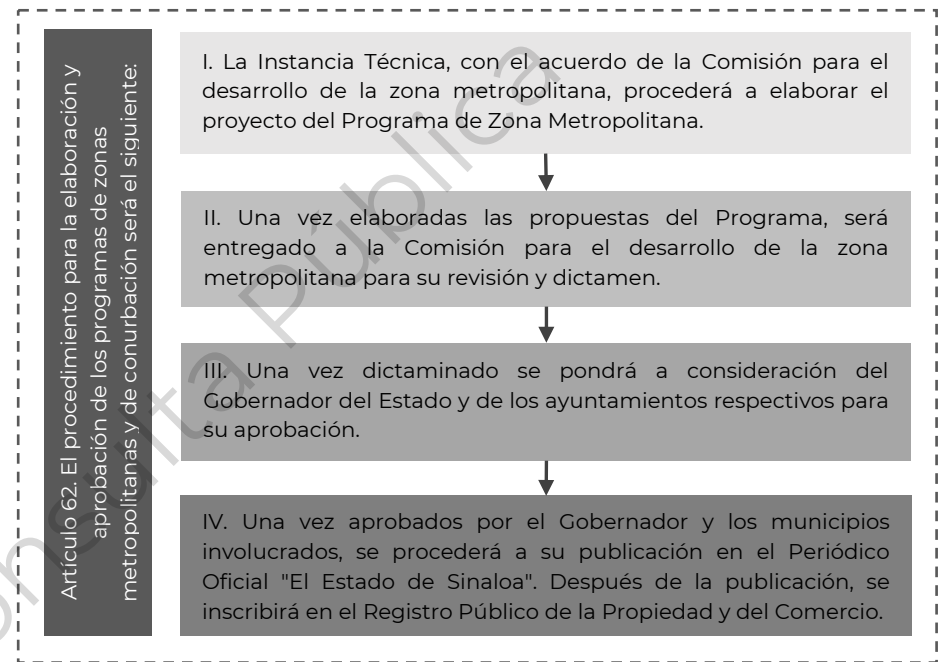 Artículo 62. El procedimiento para la elaboración y
aprobación de los programas de zonas
metropolitanas y de conurbación será el siguiente:
I. La Instancia Técnica, con el acuerdo de la Comisión para el
desarrollo de la zona metropolitana, procederá a elaborar el
proyecto del Programa de Zona Metropolitana.
II. Una vez elaboradas las propuestas del Programa, será
entregado a la Comisión para el desarrollo de la zona
metropolitana para su revisión y dictamen.
III. Una vez dictaminado se pondrá a consideración del
Gobernador del Estado y de los ayuntamientos respectivos para
su aprobación.
IV. Una vez aprobados por el Gobernador y los municipios
involucrados, se procederá a su publicación en el Periódico
Oficial "El Estado de Sinaloa". Después de la publicación, se
inscribirá en el Registro Público de la Propiedad y del Comercio.
onsulta Pública